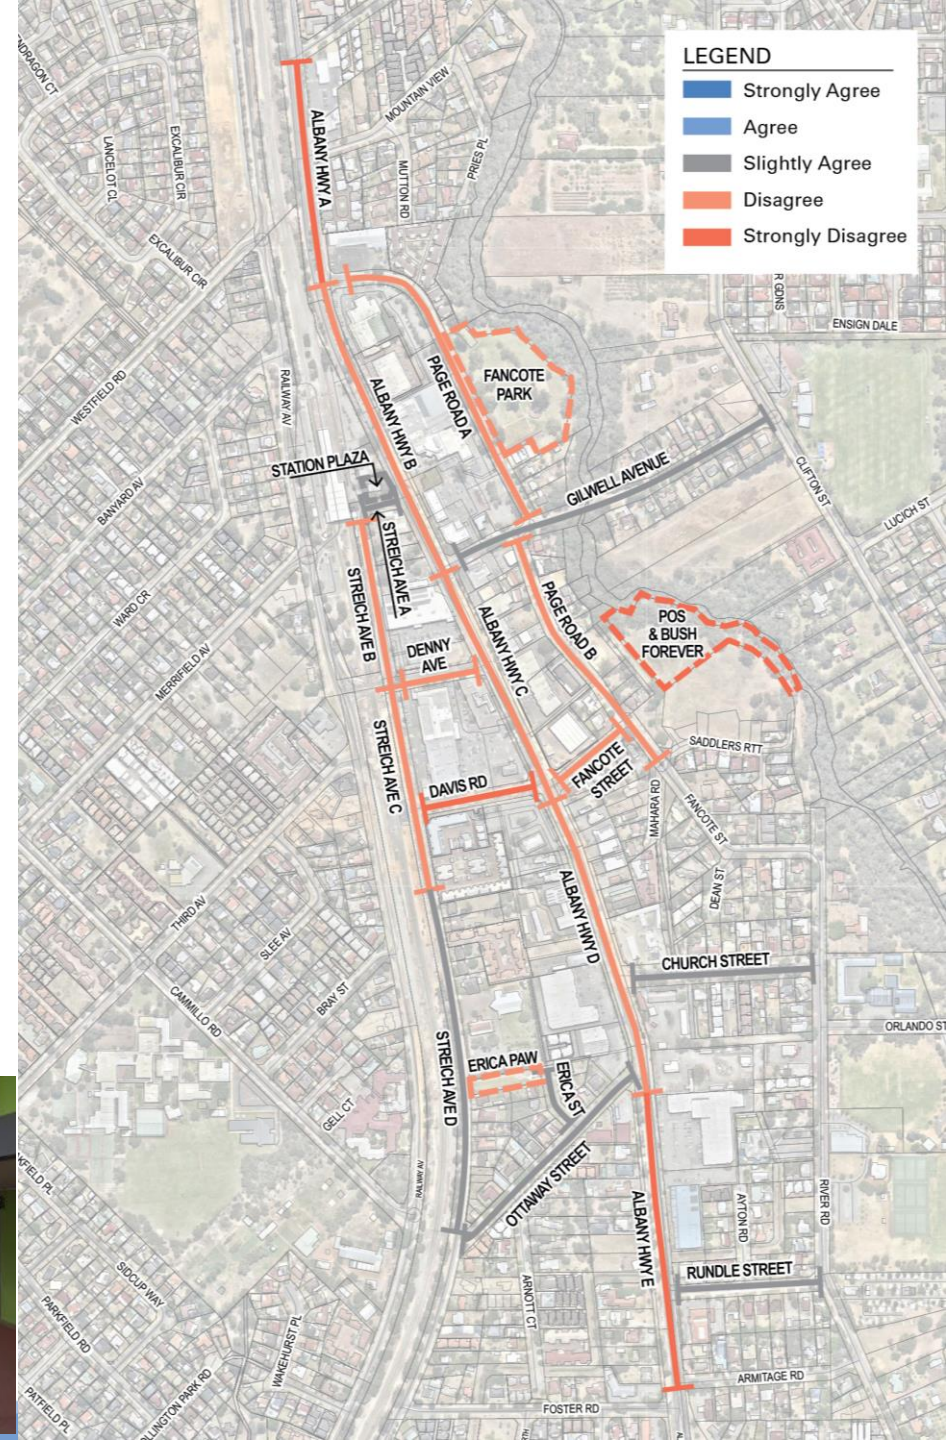 LEGEND
Strongly Agree
Agree
Slightly Agree
Disagree
Strongly Disagree
LANCELOT CL
EXCALIBUR CIR
EXCALIBUR CIR
ALBANY HWY A
MOUNTAIN VIEW
MUTTON RD
PRIES PL
ENSIGN DALE
WESTFIELD RD
RAILWAY AV
ALBANY HWY B
PAGE ROAD A
FANCOTE
PARK
STATION PLAZA
GILWELL AVENUE
CLIFTON ST
LUCICH ST
BANYARD AV
STREICH AVE A
STREICH AVE B
WARD CR
MERRIFIELD AV
DENNY
AVE
ALBANY HWY C
PAGE ROAD B
POS
& BUSH
FOREVER
STREICH AVE C
DAVIS RD
FANCOTE
STREET
SADDLERS RTT
MAHARA RD
FANCOTE ST
DEAN ST
THIRD AV
SLEE AV
ALBANY HWY D
CHURCH STREET
CAMMILLO RD
BRAY ST
ORLANDO ST
STREICH AVE D
ERICA PAW
ERICA ST
GELL CT
OTTAWAY STREET
RAILWAY AV
ALBANY HWY E
AYTON RD
RIVER RD
RUNDLE STREET
SIDCUP WAY
PARKFIELD RD
WAKEHURST PL
ARNOTT CT
ARMITAGE RD
PATFIELD PL
FOSTER RD